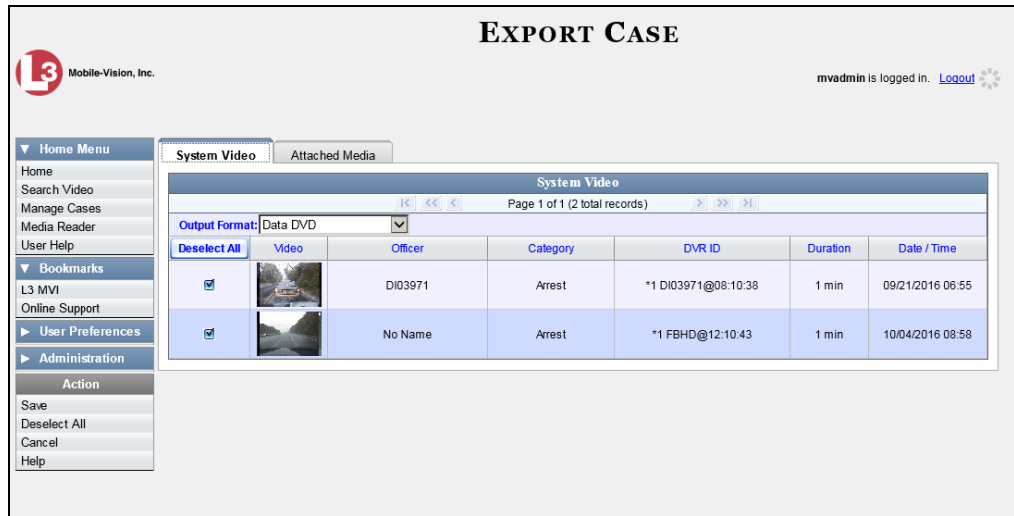 EXPORT CASE
L3 Mobile-Vision, Inc.
mvadmin is logged in. Logout
▼ Home Menu
Home
Search Video
Manage Cases
Media Reader
User Help
▼ Bookmarks
L3 MVI
Online Support
▶ User Preferences
▶ Administration
Action
Save
Deselect All
Cancel
Help
System Video Attached Media
System Video
|< << < Page 1 of 1 (2 total records) > >> >|
Output Format: Data DVD
Deselect All Video Officer Category DVR ID Duration Date / Time
DI03971 Arrest *1 DI03971@08:10:38 1 min 09/21/2016 06:55
No Name Arrest *1 FBHD@12:10:43 1 min 10/04/2016 08:58